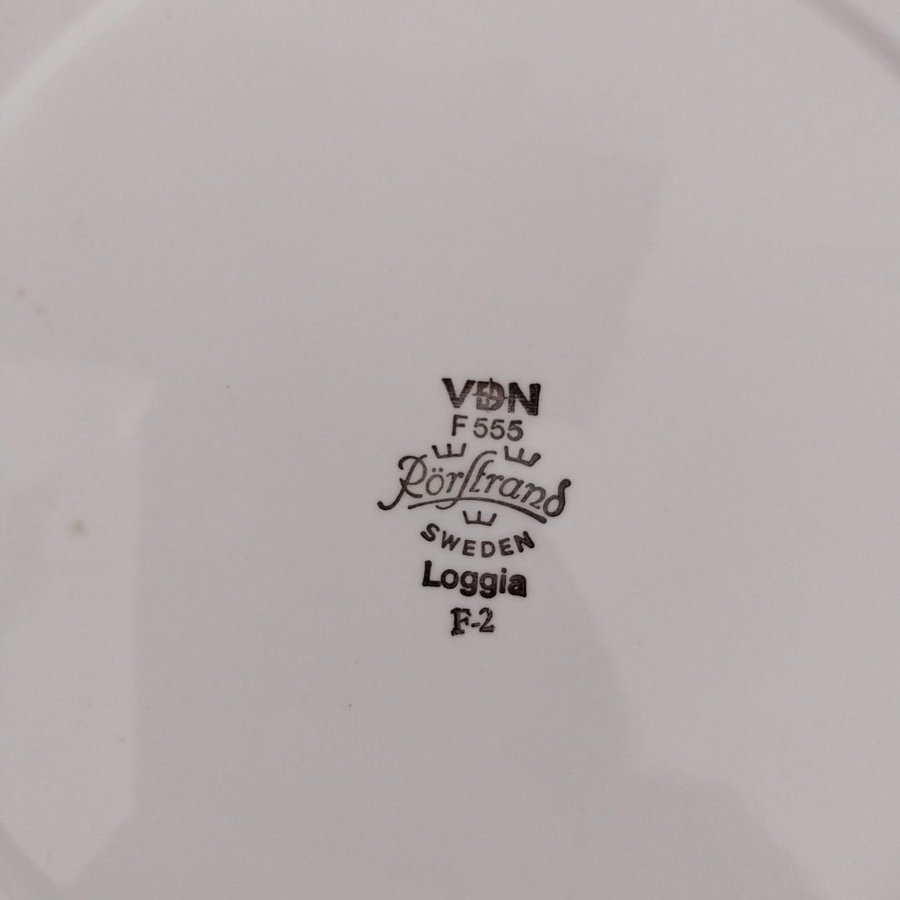 VDN
F 555
Rörstrand
SWEDEN
Loggia
F-2